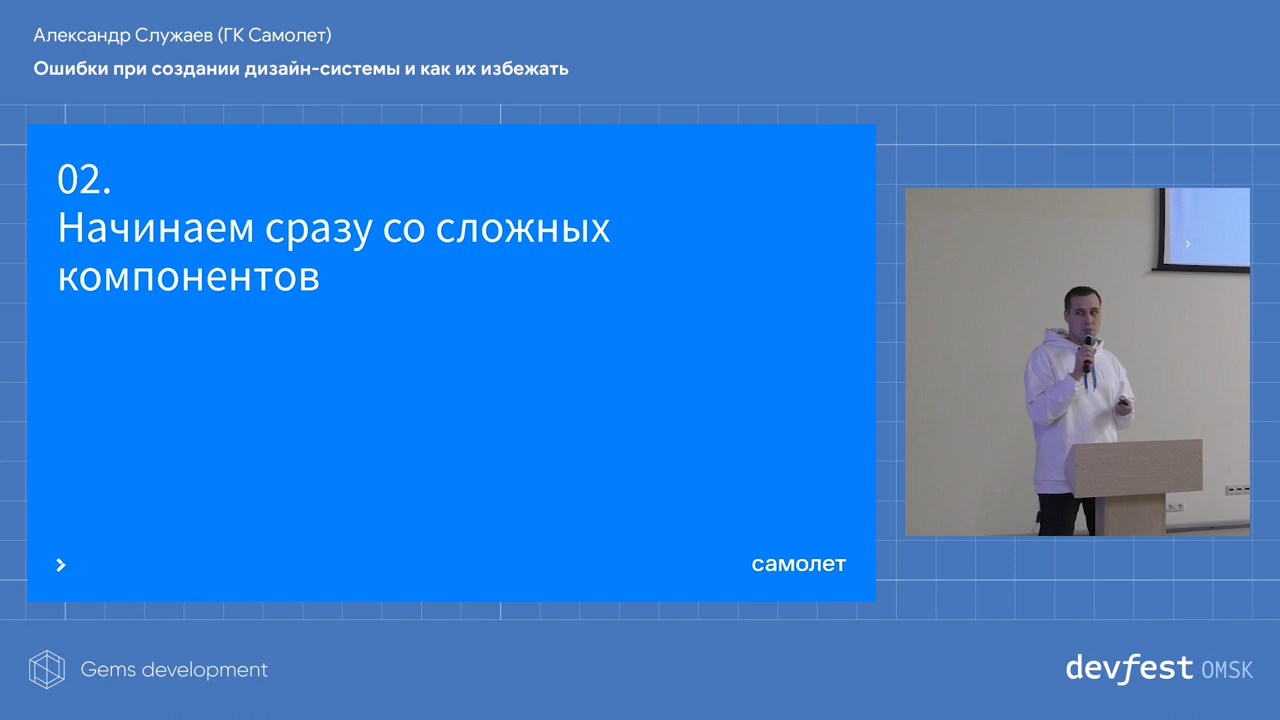 Александр Служаев (ГК Самолет)
Ошибки при создании дизайн-системы и как их избежать
02.
Начинаем сразу со сложных
компонентов
самолет
Gems development
devfest OMSK